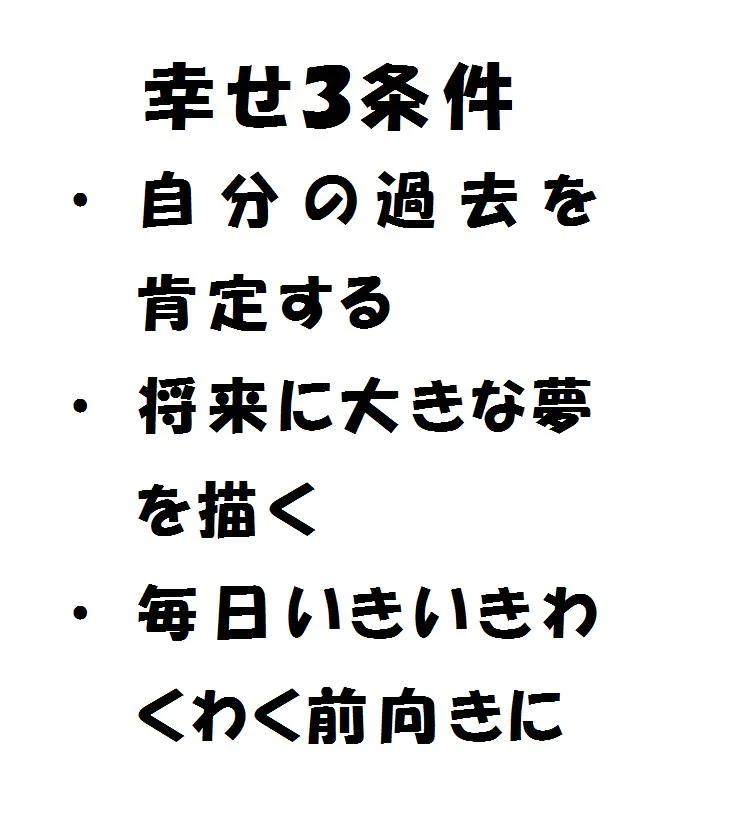 幸せ3条件
・ 自分の過去を
肯定する
・ 将来に大きな夢
を描く
・ 毎日いきいきわ
くわく前向きに